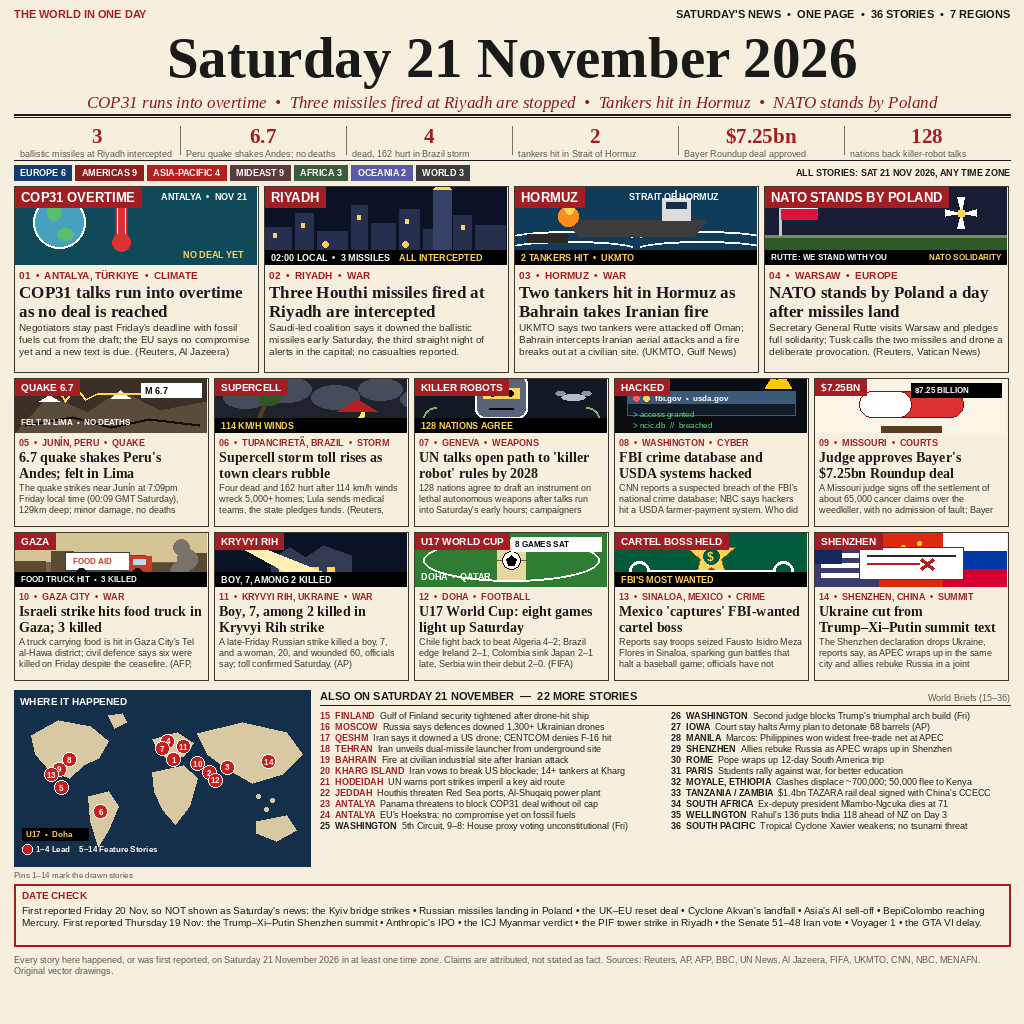 THE WORLD IN ONE DAY
SATURDAY'S NEWS • ONE PAGE • 36 STORIES • 7 REGIONS
Saturday 21 November 2026
COP31 runs into overtime • Three missiles fired at Riyadh are stopped • Tankers hit in Hormuz • NATO stands by Poland
3
ballistic missiles at Riyadh intercepted
6.7
Peru quake shakes Andes; no deaths
4
dead, 162 hurt in Brazil storm
2
tankers hit in Strait of Hormuz
$7.25bn
Bayer Roundup deal approved
128
nations back killer-robot talks
EUROPE 6 AMERICAS 9 ASIA-PACIFIC 4 MIDEAST 9 AFRICA 3 OCEANIA 2 WORLD 3
ALL STORIES: SAT 21 NOV 2026, ANY TIME ZONE
COP31 OVERTIME
ANTALYA • NOV 21
NO DEAL YET
01 • ANTALYA, TÜRKIYE • CLIMATE
COP31 talks run into overtime
as no deal is reached
Negotiators stay past Friday's deadline with fossil
fuels cut from the draft; the EU says no compromise
yet and a new text is due. (Reuters, Al Jazeera)
RIYADH
02:00 LOCAL • 3 MISSILES ALL INTERCEPTED
02 • RIYADH • WAR
Three Houthi missiles fired at
Riyadh are intercepted
Saudi-led coalition says it downed the ballistic
missiles early Saturday, the third straight night of
alerts in the capital; no casualties reported.
HORMUZ
STRAIT OF HORMUZ
2 TANKERS HIT • UKMTO
03 • HORMUZ • WAR
Two tankers hit in Hormuz as
Bahrain takes Iranian fire
UKMTO says two tankers were attacked off Oman;
Bahrain intercepts Iranian aerial attacks and a fire
breaks out at a civilian site. (UKMTO, Gulf News)
NATO STANDS BY POLAND
RUTTE: WE STAND WITH YOU NATO SOLIDARITY
04 • WARSAW • EUROPE
NATO stands by Poland a day
after missiles land
Secretary General Rutte visits Warsaw and pledges
full solidarity; Tusk calls the two missiles and drone a
deliberate provocation. (Reuters, Vatican News)
QUAKE 6.7
M 6.7
FELT IN LIMA • NO DEATHS
05 • JUNÍN, PERU • QUAKE
6.7 quake shakes Peru's
Andes; felt in Lima
The quake strikes near Junín at 7:09pm
Friday local time (00:09 GMT Saturday),
129km deep; minor damage, no deaths
SUPERCELL
114 KM/H WINDS
06 • TUPANCIRETÃ, BRAZIL • STORM
Supercell storm toll rises as
town clears rubble
Four dead and 162 hurt after 114 km/h winds
wreck 5,000+ homes; Lula sends medical
teams, the state pledges funds. (Reuters,
KILLER ROBOTS
128 NATIONS AGREE
07 • GENEVA • WEAPONS
UN talks open path to 'killer
robot' rules by 2028
128 nations agree to draft an instrument on
lethal autonomous weapons after talks run
into Saturday's early hours; campaigners
HACKED
fbi.gov • usda.gov
> access granted
> ncic.db // breached
08 • WASHINGTON • CYBER
FBI crime database and
USDA systems hacked
CNN reports a suspected breach of the FBI's
national crime database; NBC says hackers
hit a USDA farmer-payment system. Who did
$7.25BN
$7.25 BILLION
09 • MISSOURI • COURTS
Judge approves Bayer's
$7.25bn Roundup deal
A Missouri judge signs off the settlement of
about 65,000 cancer claims over the
weedkiller, with no admission of fault; Bayer
GAZA
FOOD AID
FOOD TRUCK HIT • 3 KILLED
10 • GAZA CITY • WAR
Israeli strike hits food truck in
Gaza; 3 killed
A truck carrying food is hit in Gaza City's Tel
al-Hawa district; civil defence says six were
killed on Friday despite the ceasefire. (AFP,
KRYVYI RIH
BOY, 7, AMONG 2 KILLED
11 • KRYVYI RIH, UKRAINE • WAR
Boy, 7, among 2 killed in
Kryvyi Rih strike
A late-Friday Russian strike killed a boy, 7,
and a woman, 20, and wounded 60, officials
say; toll confirmed Saturday. (AP)
U17 WORLD CUP
8 GAMES SAT
DOHA • QATAR
12 • DOHA • FOOTBALL
U17 World Cup: eight games
light up Saturday
Chile fight back to beat Algeria 4–2; Brazil
edge Ireland 2–1, Colombia sink Japan 2–1
late, Serbia win their debut 2–0. (FIFA)
CARTEL BOSS HELD
$
FBI'S MOST WANTED
13 • SINALOA, MEXICO • CRIME
Mexico 'captures' FBI-wanted
cartel boss
Reports say troops seized Fausto Isidro Meza
Flores in Sinaloa, sparking gun battles that
halt a baseball game; officials have not
SHENZHEN
14 • SHENZHEN, CHINA • SUMMIT
Ukraine cut from
Trump–Xi–Putin summit text
The Shenzhen declaration drops Ukraine,
reports say, as APEC wraps up in the same
city and allies rebuke Russia in a joint
WHERE IT HAPPENED
4
7 11
8 1 10 14
9 2 3
13 12
5
6
U17 • Doha
1–4 Lead 5–14 Feature Stories
Pins 1–14 mark the drawn stories
ALSO ON SATURDAY 21 NOVEMBER — 22 MORE STORIES
World Briefs (15–36)
15 FINLAND Gulf of Finland security tightened after drone-hit ship
16 MOSCOW Russia says defences downed 1,300+ Ukrainian drones
17 QESHM Iran says it downed a US drone; CENTCOM denies F-16 hit
18 TEHRAN Iran unveils dual-missile launcher from underground site
19 BAHRAIN Fire at civilian industrial site after Iranian attack
20 KHARG ISLAND Iran vows to break US blockade; 14+ tankers at Kharg
21 HODEIDAH UN warns port strikes imperil a key aid route
22 JEDDAH Houthis threaten Red Sea ports, Al-Shuqaiq power plant
23 ANTALYA Panama threatens to block COP31 deal without oil cap
24 ANTALYA EU's Hoekstra: no compromise yet on fossil fuels
25 WASHINGTON 5th Circuit, 9–8: House proxy voting unconstitutional (Fri)
26 WASHINGTON Second judge blocks Trump's triumphal arch build (Fri)
27 IOWA Court stay halts Army plan to detonate 68 barrels (AP)
28 MANILA Marcos: Philippines won widest free-trade net at APEC
29 SHENZHEN Allies rebuke Russia as APEC wraps up in Shenzhen
30 ROME Pope wraps up 12-day South America trip
31 PARIS Students rally against war, for better education
32 MOYALE, ETHIOPIA Clashes displace ~700,000; 50,000 flee to Kenya
33 TANZANIA / ZAMBIA $1.4bn TAZARA rail deal signed with China's CCECC
34 SOUTH AFRICA Ex-deputy president Mlambo-Ngcuka dies at 71
35 WELLINGTON Rahul's 136 puts India 118 ahead of NZ on Day 3
36 SOUTH PACIFIC Tropical Cyclone Xavier weakens; no tsunami threat
DATE CHECK
First reported Friday 20 Nov, so NOT shown as Saturday's news: the Kyiv bridge strikes • Russian missiles landing in Poland • the UK–EU reset deal • Cyclone Akvan's landfall • Asia's AI sell-off • BepiColombo reaching
Mercury. First reported Thursday 19 Nov: the Trump–Xi–Putin Shenzhen summit • Anthropic's IPO • the ICJ Myanmar verdict • the PIF tower strike in Riyadh • the Senate 51–48 Iran vote • Voyager 1 • the GTA VI delay.
Every story here happened, or was first reported, on Saturday 21 November 2026 in at least one time zone. Claims are attributed, not stated as fact. Sources: Reuters, AP, AFP, BBC, UN News, Al Jazeera, FIFA, UKMTO, CNN, NBC, MENAFN.
Original vector drawings.